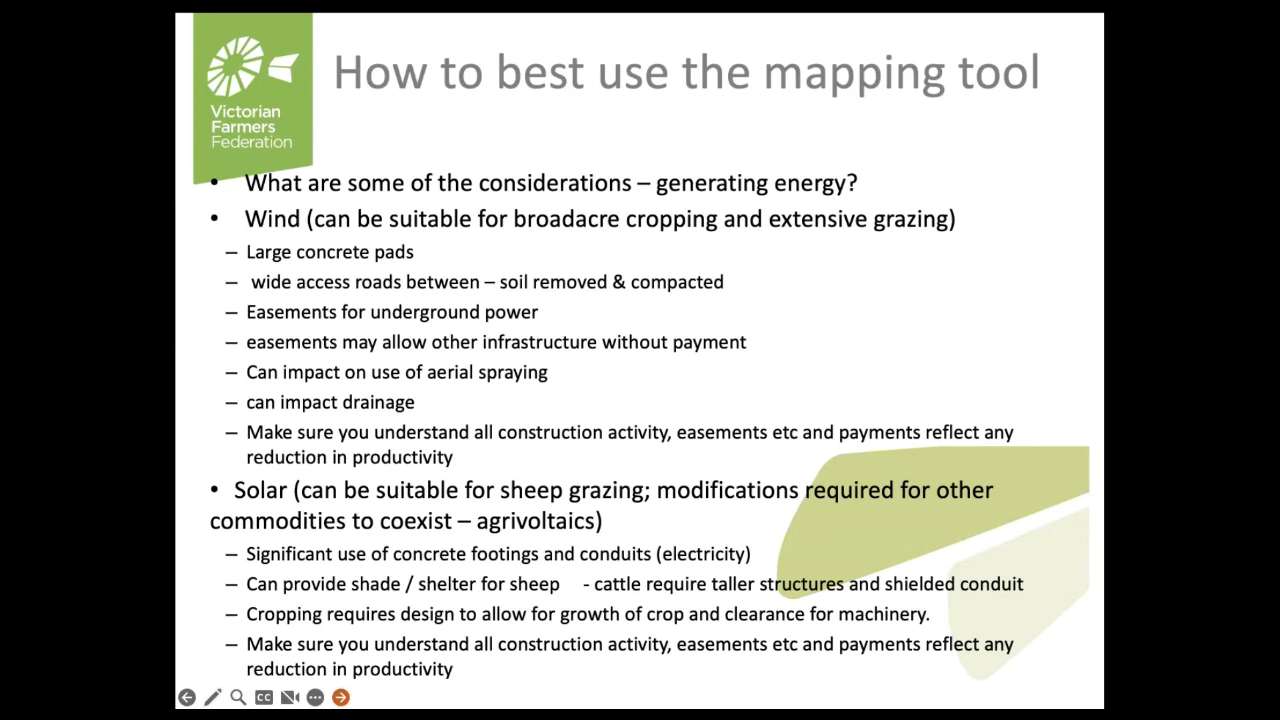 Victorian
Farmers
Federation
How to best use the mapping tool
• What are some of the considerations – generating energy?
• Wind (can be suitable for broadacre cropping and extensive grazing)
– Large concrete pads
– wide access roads between – soil removed & compacted
– Easements for underground power
– easements may allow other infrastructure without payment
– Can impact on use of aerial spraying
– can impact drainage
– Make sure you understand all construction activity, easements etc and payments reflect any
reduction in productivity
• Solar (can be suitable for sheep grazing; modifications required for other
commodities to coexist – agrivoltaics)
– Significant use of concrete footings and conduits (electricity)
– Can provide shade / shelter for sheep - cattle require taller structures and shielded conduit
– Cropping requires design to allow for growth of crop and clearance for machinery.
– Make sure you understand all construction activity, easements etc and payments reflect any
reduction in productivity
CC